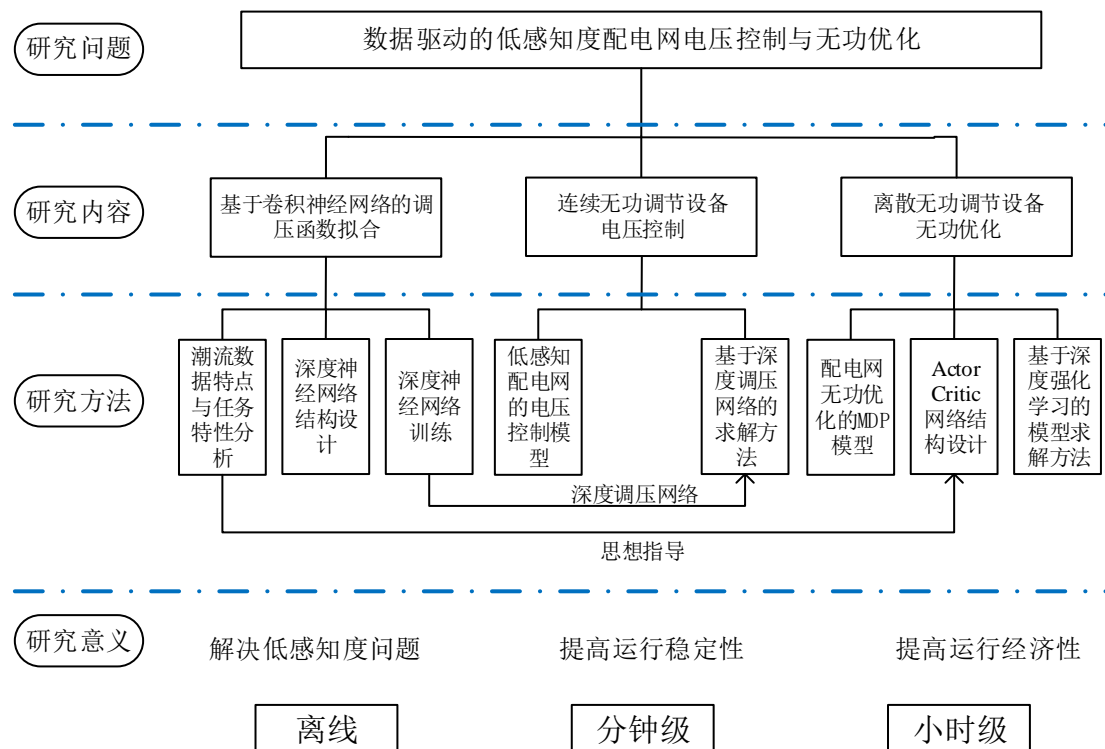 研究问题
数据驱动的低感知度配电网电压控制与无功优化
研究内容
基于卷积神经网络的调
压函数拟合
连续无功调节设备
电压控制
离散无功调节设备
无功优化
研究方法
潮流数
据特点
与任务
特性分
析
深度神
经网络
结构设
计
深度神
经网络
训练
低感知
配电网
的电压
控制模
型
基于深
度调压
网络的
求解方
法
配电网
无功优
化的MDP
模型
Actor
Critic
网络结
构设计
基于深
度强化
学习的
模型求
解方法
深度调压网络
思想指导
研究意义
解决低感知度问题
提高运行稳定性
提高运行经济性
离线
分钟级
小时级